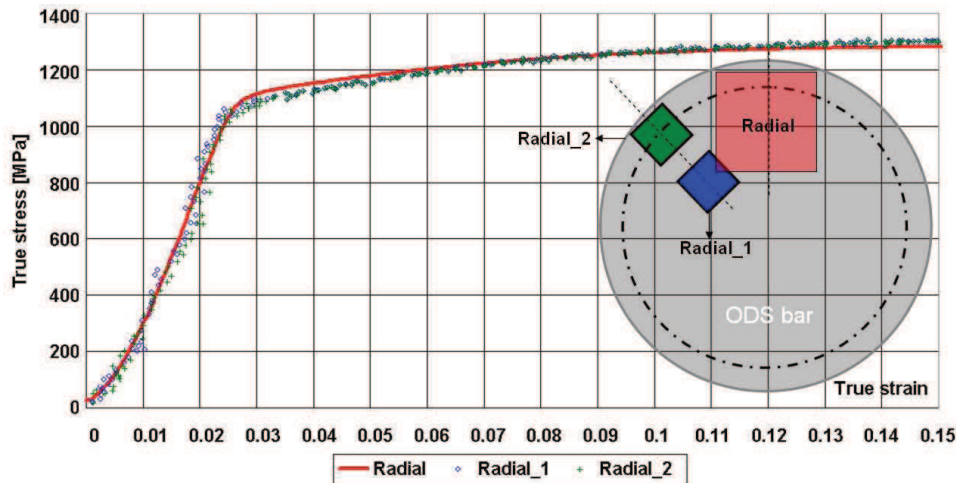 True stress [MPa]
1400
1200
1000
800
600
400
200
0
Radial_2
Radial
Radial_1
ODS bar
True strain
0 0.01 0.02 0.03 0.04 0.05 0.06 0.07 0.08 0.09 0.1 0.11 0.12 0.13 0.14 0.15
Radial Radial_1 Radial_2